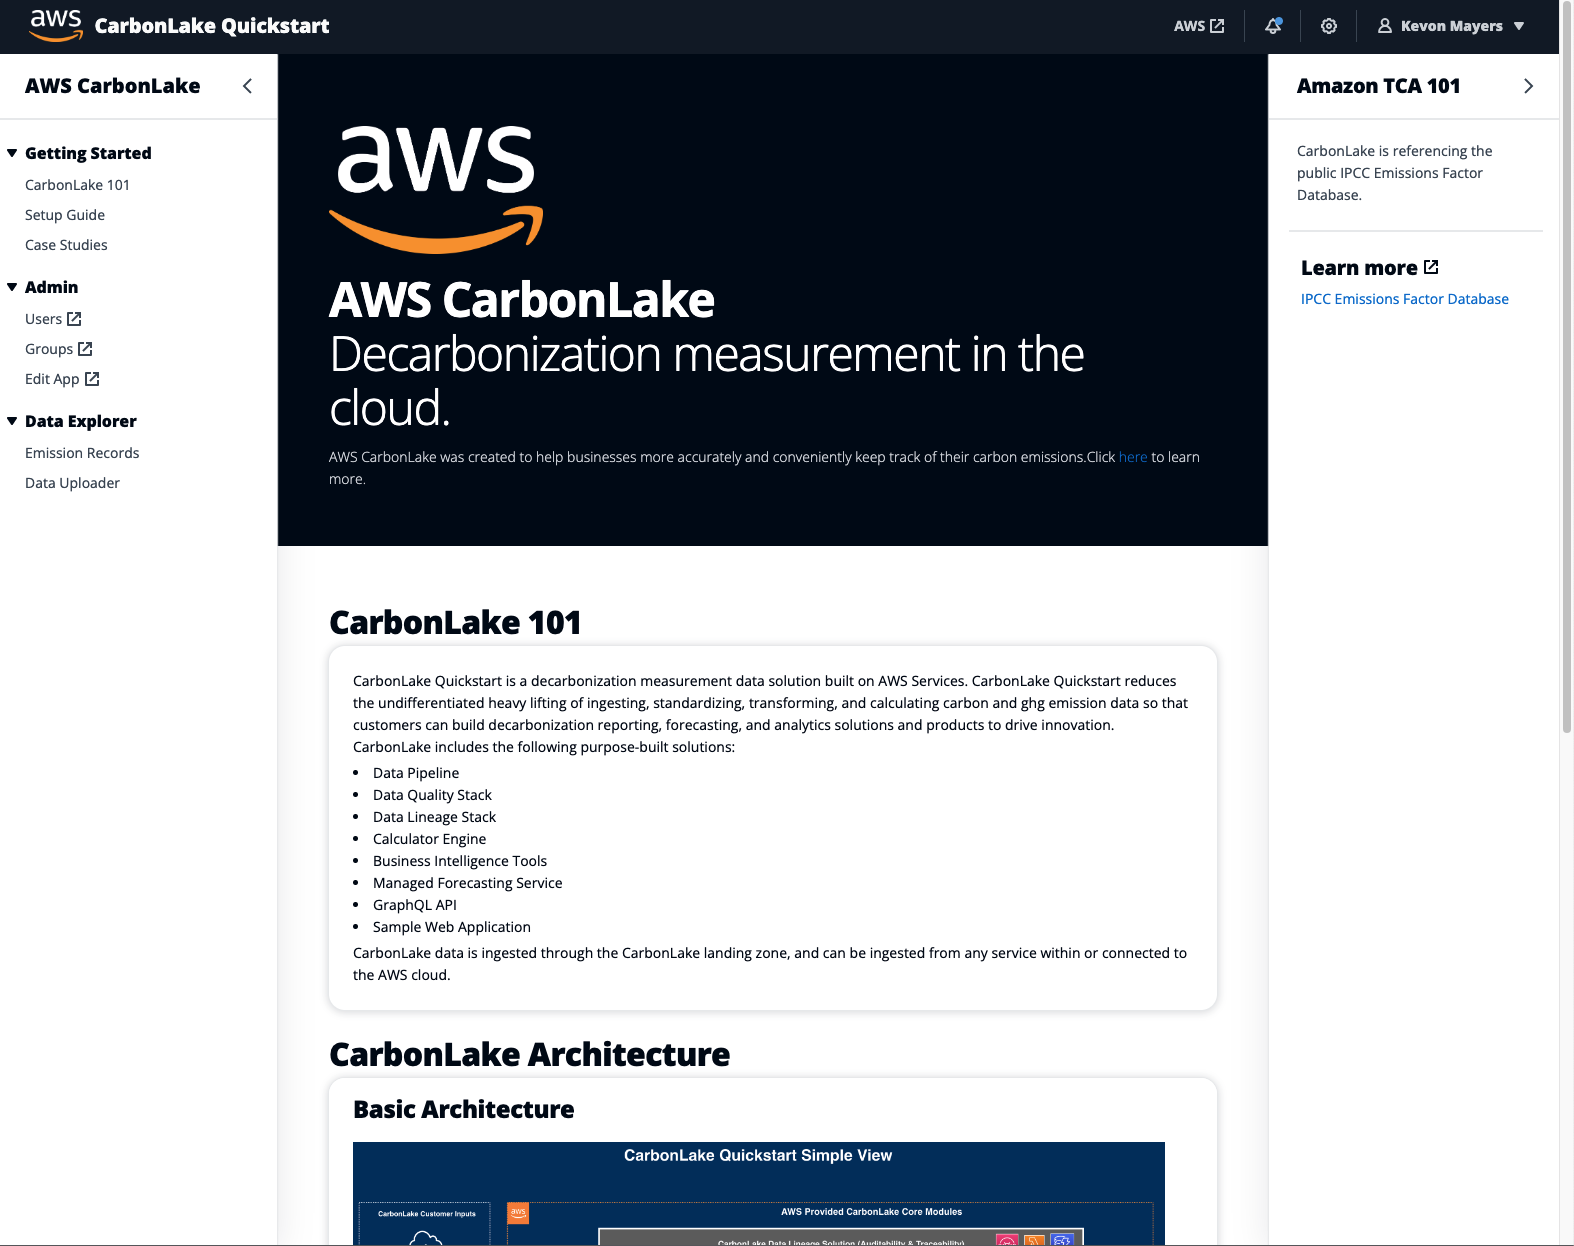 aws CarbonLake Quickstart
AWS
Kevon Mayers
AWS CarbonLake
Getting Started
CarbonLake 101
Setup Guide
Case Studies
Admin
Users
Groups
Edit App
Data Explorer
Emission Records
Data Uploader
aws
AWS CarbonLake
Decarbonization measurement in the
cloud.
AWS CarbonLake was created to help businesses more accurately and conveniently keep track of their carbon emissions.Click here to learn
more.
CarbonLake 101
CarbonLake Quickstart is a decarbonization measurement data solution built on AWS Services. CarbonLake Quickstart reduces
the undifferentiated heavy lifting of ingesting, standardizing, transforming, and calculating carbon and ghg emission data so that
customers can build decarbonization reporting, forecasting, and analytics solutions and products to drive innovation.
CarbonLake includes the following purpose-built solutions:
• Data Pipeline
• Data Quality Stack
• Data Lineage Stack
• Calculator Engine
• Business Intelligence Tools
• Managed Forecasting Service
• GraphQL API
• Sample Web Application
CarbonLake data is ingested through the CarbonLake landing zone, and can be ingested from any service within or connected to
the AWS cloud.
CarbonLake Architecture
Basic Architecture
CarbonLake Quickstart Simple View
CarbonLake Customer Inputs
aws
AWS Provided CarbonLake Core Modules
CarbonLake Data Lineage Solution (Auditability & Traceability)
Amazon TCA 101
CarbonLake is referencing the
public IPCC Emissions Factor
Database.
Learn more
IPCC Emissions Factor Database